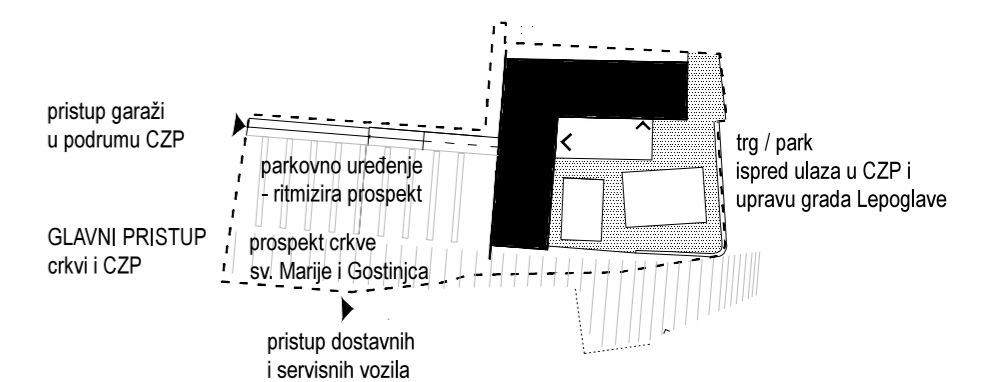 pristup garaži
u podrumu CZP
parkovno uređenje
- ritmizira prospekt
GLAVNI PRISTUP
crkvi i CZP
prospekt crkve
sv. Marije i Gostinjca
pristup dostavnih
i servisnih vozila
trg / park
ispred ulaza u CZP i
upravu grada Lepoglave